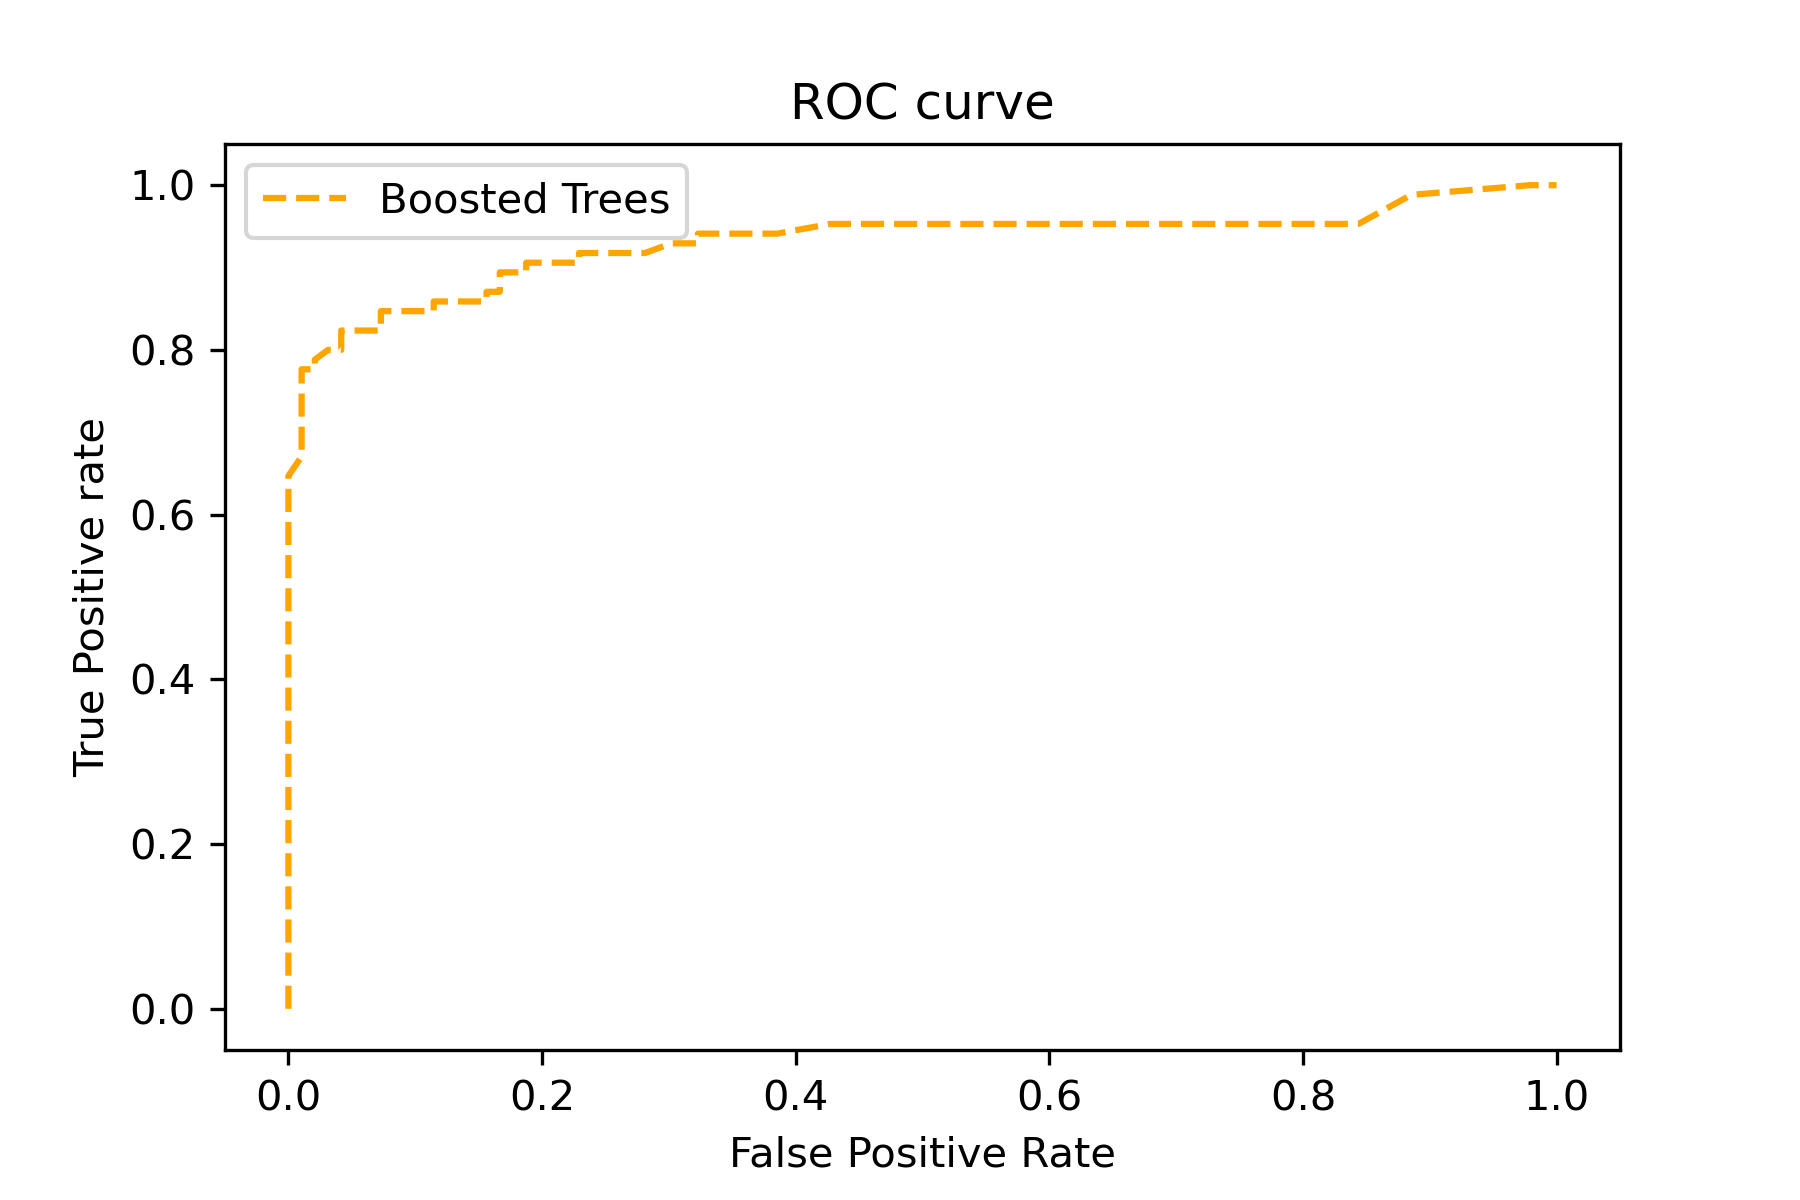 ROC curve
Boosted Trees
1.0
0.8
0.6
0.4
0.2
0.0
True Positive rate
0.0 0.2 0.4 0.6 0.8 1.0
False Positive Rate